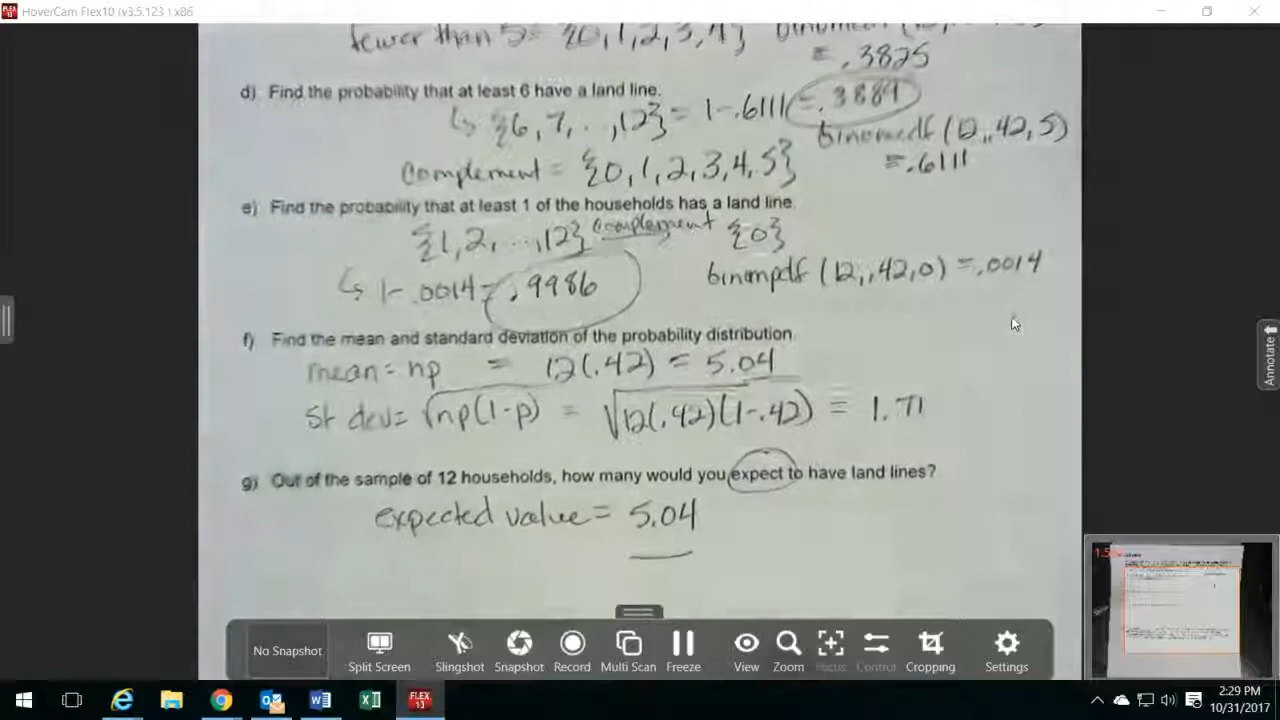 HoverCam Flex10 (v3.5.123 ) x86
fewer than 5 = {0,1,2,3,4}
= .3825
d) Find the probability that at least 6 have a land line.
↳ {6,7,...,12} = 1-.6111 = .3889
binomcdf (12,.42,5)
= .6111
complement = {0,1,2,3,4,5}
e) Find the probability that at least 1 of the households has a land line.
{1,2,...,12} complement {0}
binompdf (12,.42,0) = .0014
↳ 1-.0014 = .9986
f) Find the mean and standard deviation of the probability distribution.
mean = np = 12(.42) = 5.04
St dev = √np(1-p) = √12(.42)(1-.42) = 1.71
g) Out of the sample of 12 households, how many would you expect to have land lines?
expected value = 5.04
Annotate
No Snapshot
Split Screen
Slingshot
Snapshot
Record
Multi Scan
Freeze
View
Zoom
Focus
Control
Cropping
Settings
FLEX
10
2:29 PM
10/31/2017